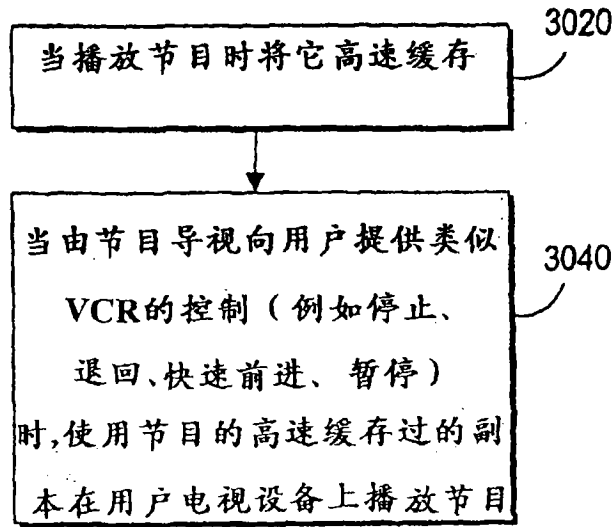 当播放节目时将它高速缓存
3020
当由节目导视向用户提供类似
VCR的控制（例如停止、
退回、快速前进、暂停）
时,使用节目的高速缓存过的副
本在用户电视设备上播放节目
3040